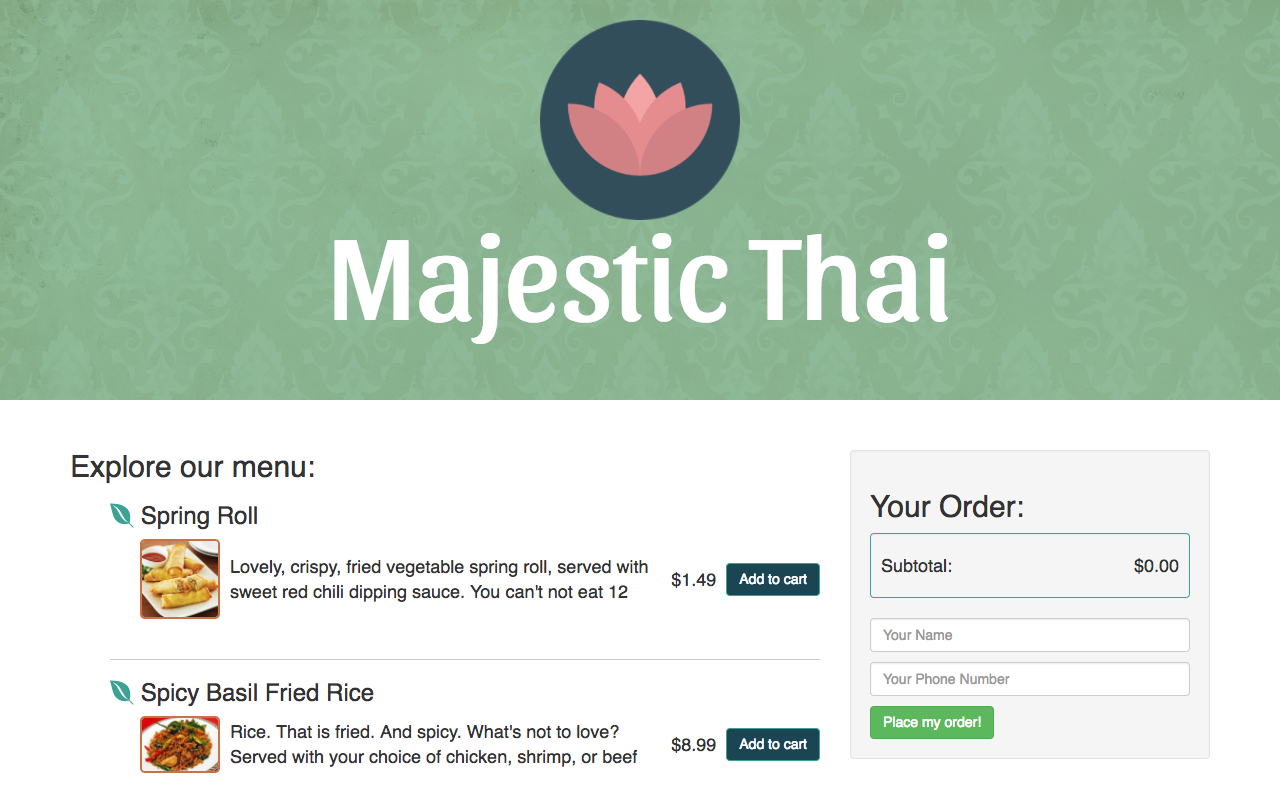 Majestic Thai
Explore our menu:
Spring Roll
Lovely, crispy, fried vegetable spring roll, served with
sweet red chili dipping sauce. You can't not eat 12
$1.49
Add to cart
Spicy Basil Fried Rice
Rice. That is fried. And spicy. What's not to love?
Served with your choice of chicken, shrimp, or beef
$8.99
Add to cart
Your Order:
Subtotal: $0.00
Your Name
Your Phone Number
Place my order!